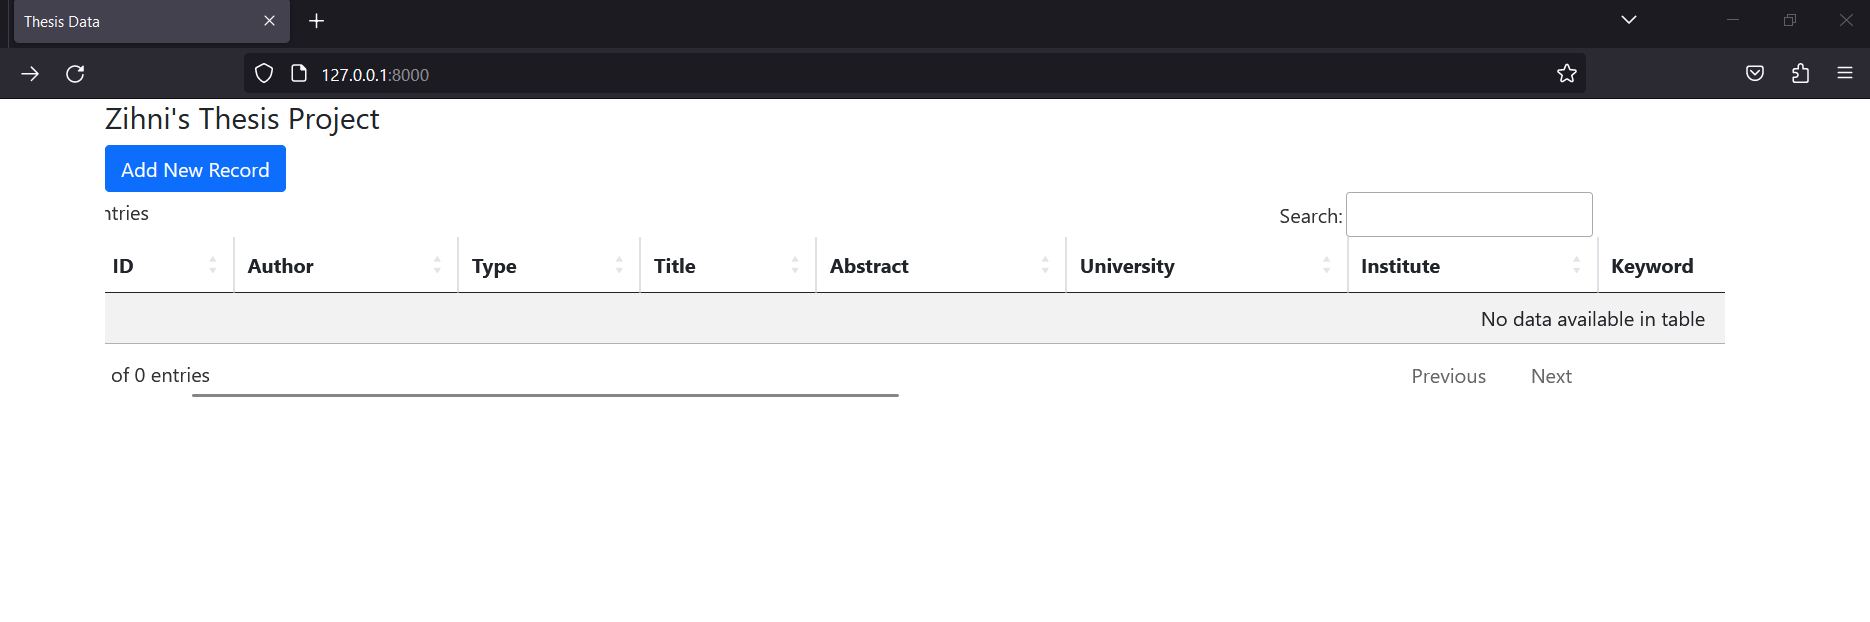 Thesis Data
127.0.0.1:8000
Zihni's Thesis Project
Add New Record
ntries Search:
ID Author Type Title Abstract University Institute Keyword
No data available in table
of 0 entries Previous Next